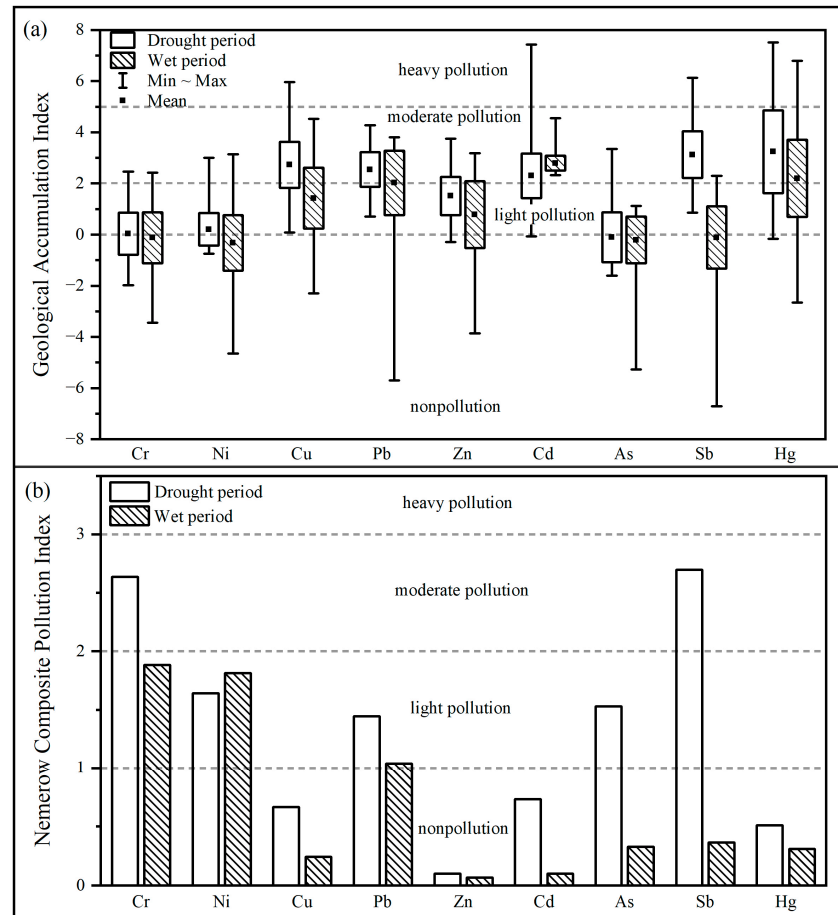 (a)
Drought period
Wet period
Min ~ Max
Mean
heavy pollution
moderate pollution
light pollution
nonpollution
Geological Accumulation Index
8
6
4
2
0
−2
−4
−6
−8
Cr Ni Cu Pb Zn Cd As Sb Hg
(b)
Drought period
Wet period
heavy pollution
moderate pollution
light pollution
nonpollution
Nemerow Composite Pollution Index
3
2
1
0
Cr Ni Cu Pb Zn Cd As Sb Hg